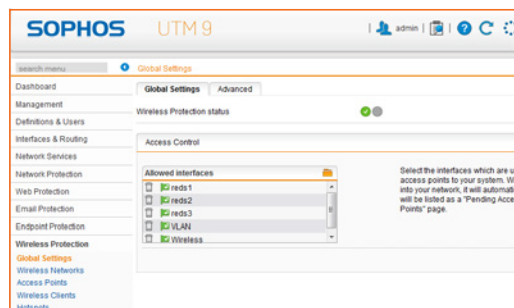 SOPHOS UTM 9
admin
search menu
Global Settings
Dashboard
Management
Definitions & Users
Interfaces & Routing
Network Services
Network Protection
Web Protection
Email Protection
Endpoint Protection
Wireless Protection
Global Settings
Wireless Networks
Access Points
Wireless Clients
Hotspots
Global Settings Advanced
Wireless Protection status
Access Control
Allowed interfaces
reds1
reds2
reds3
VLAN
Wireless
Select the interfaces which are u
access points to your system. W
into your network, it will automati
will be listed as a "Pending Acce
Points" page.